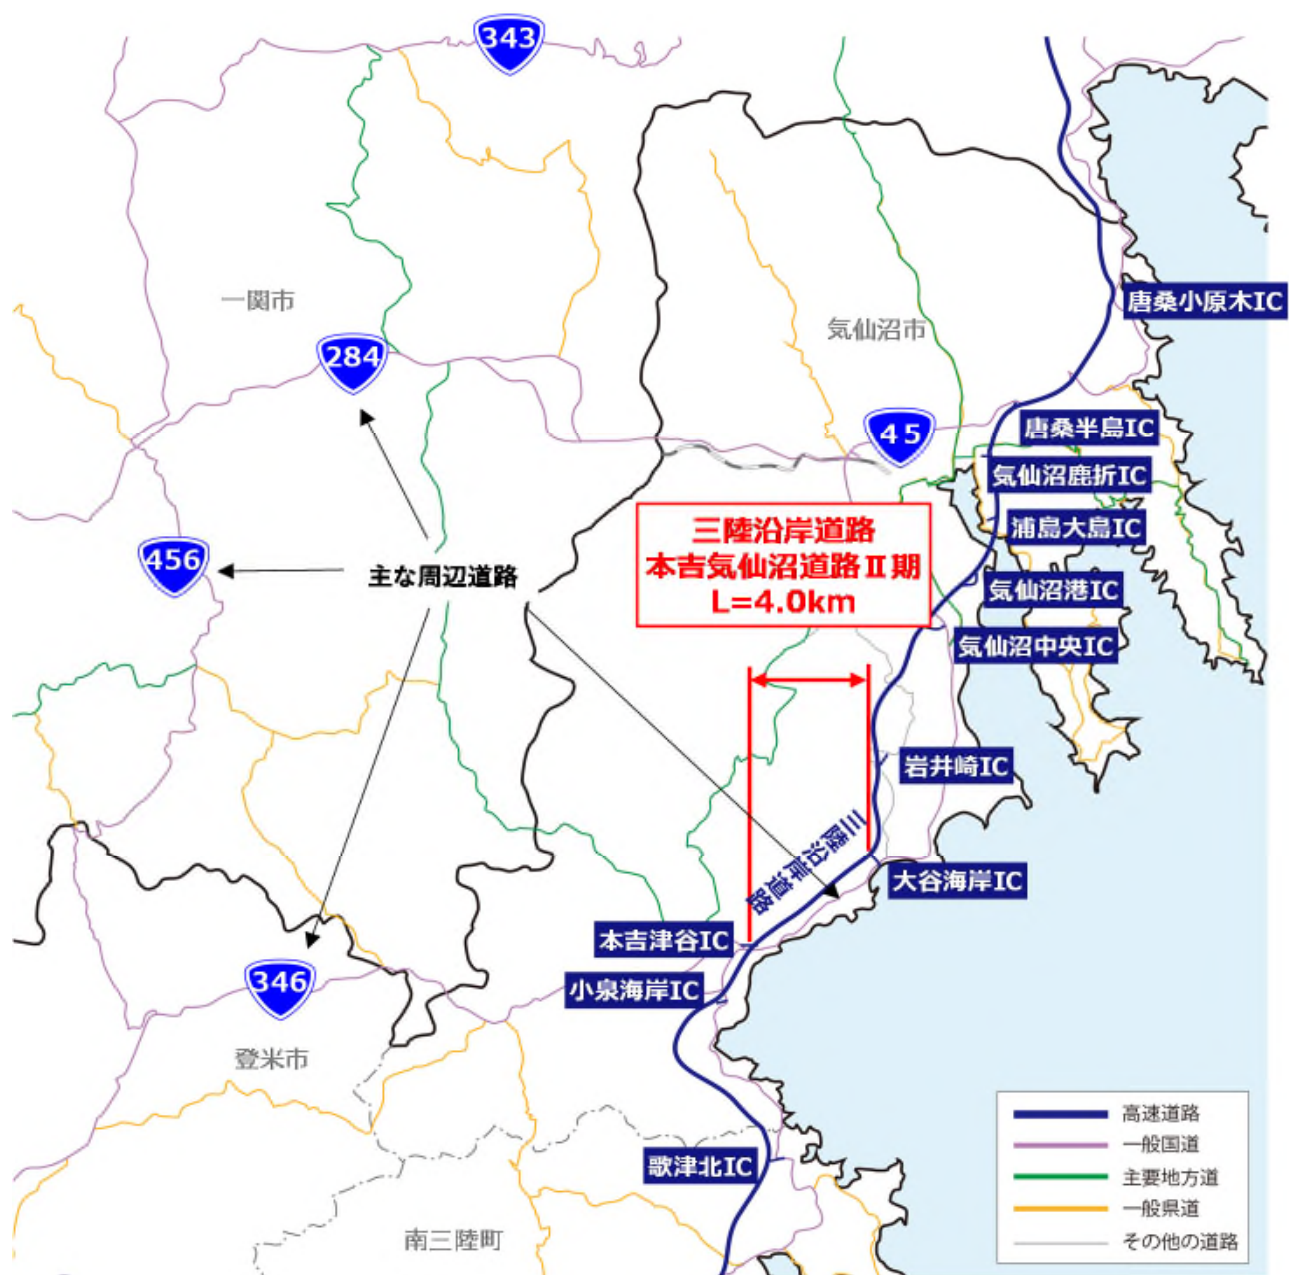 343
一関市
唐桑小原木IC
気仙沼市
284
唐桑半島IC
45
気仙沼鹿折IC
三陸沿岸道路
本吉気仙沼道路Ⅱ期
L=4.0km
浦島大島IC
456
主な周辺道路
気仙沼港IC
気仙沼中央IC
岩井崎IC
三陸沿岸道路
大谷海岸IC
本吉津谷IC
小泉海岸IC
346
登米市
歌津北IC
南三陸町
高速道路
一般国道
主要地方道
一般県道
その他の道路